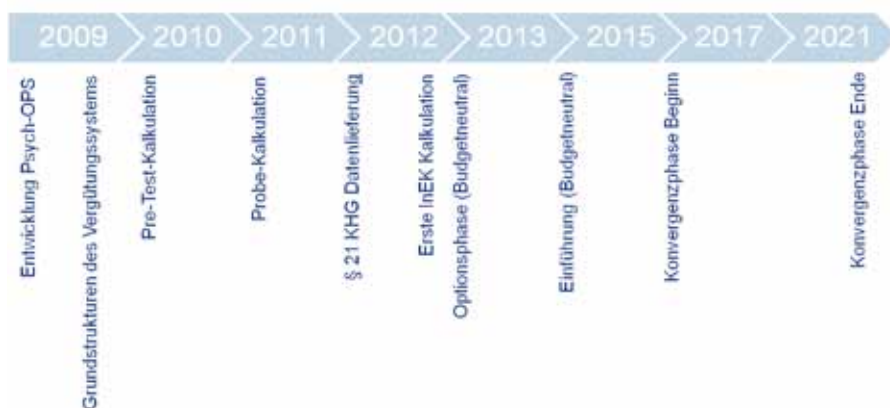 2009
2010
2011
2012
2013
2015
2017
2021
Entwicklung Psych-OPS
Grundstrukturen des Vergütungssystems
Pre-Test-Kalkulation
Probe-Kalkulation
§ 21 KHG Datenlieferung
Erste InEK Kalkulation
Optionsphase (Budgetneutral)
Einführung (Budgetneutral)
Konvergenzphase Beginn
Konvergenzphase Ende